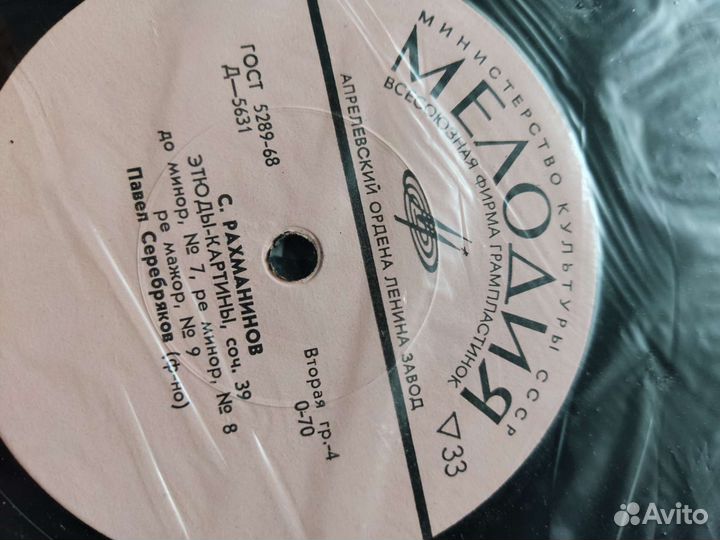 МИНИСТЕРСТВО КУЛЬТУРЫ СССР
МЕЛОДИЯ
ВСЕСОЮЗНАЯ ФИРМА ГРАМПЛАСТИНОК
▽33
АПРЕЛЕВСКИЙ ОРДЕНА ЛЕНИНА ЗАВОД
ГОСТ 5289-68
Д—5631
Вторая гр.-4
0-70
С. РАХМАНИНОВ
ЭТЮДЫ-КАРТИНЫ, соч. 39
до минор, № 7, ре минор, № 8
ре мажор, № 9
Павел Серебряков (ф-но)
Avito